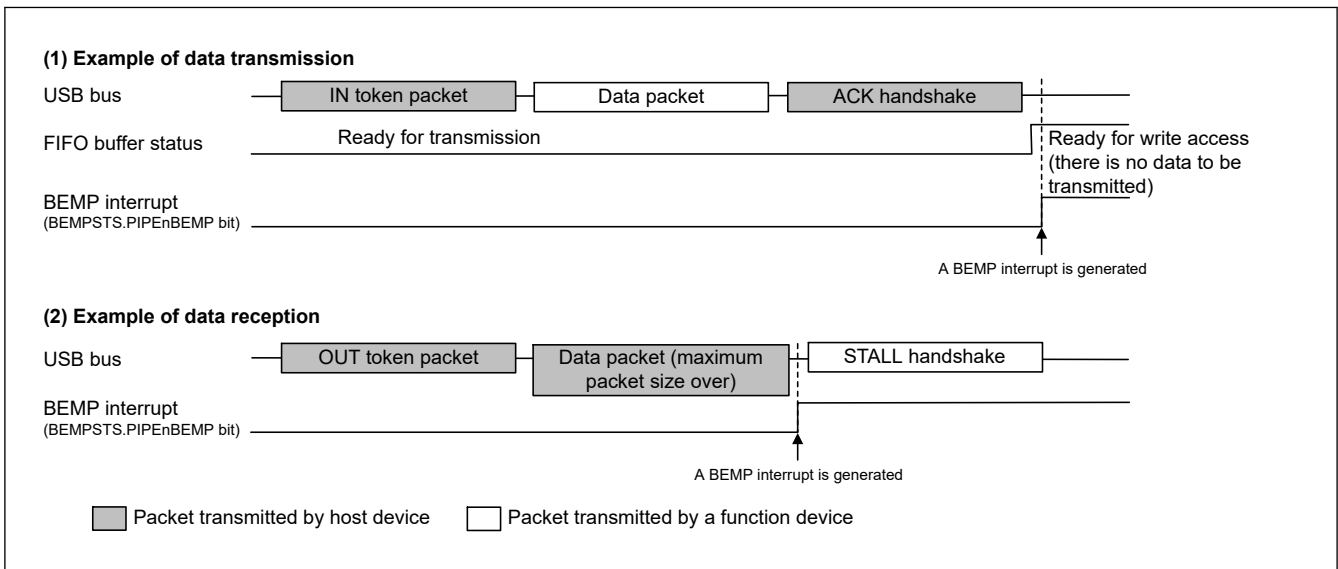 (1) Example of data transmission
USB bus
IN token packet
Data packet
ACK handshake
FIFO buffer status
Ready for transmission
Ready for write access
(there is no data to be
transmitted)
BEMP interrupt
(BEMPSTS.PIPEnBEMP bit)
A BEMP interrupt is generated
(2) Example of data reception
USB bus
OUT token packet
Data packet (maximum
packet size over)
STALL handshake
BEMP interrupt
(BEMPSTS.PIPEnBEMP bit)
A BEMP interrupt is generated
Packet transmitted by host device
Packet transmitted by a function device